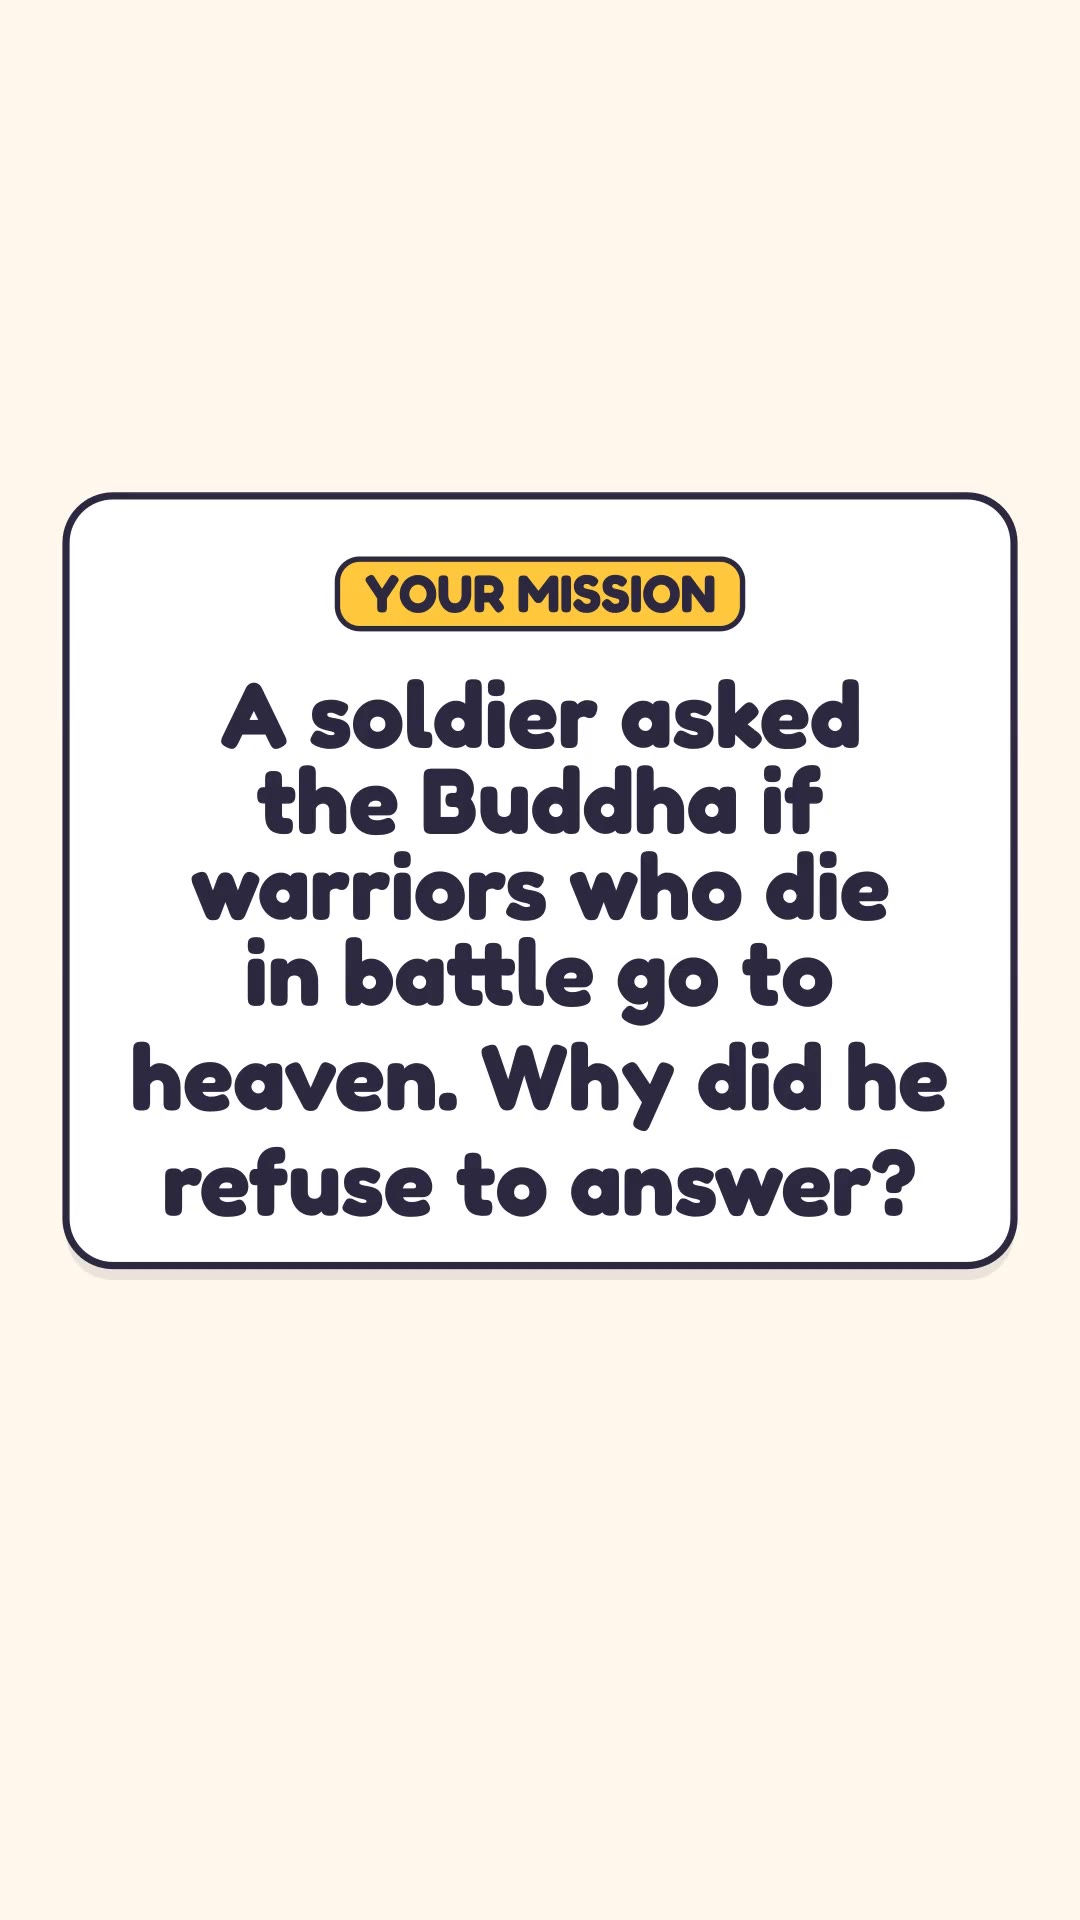 YOUR MISSION
A soldier asked
the Buddha if
warriors who die
in battle go to
heaven. Why did he
refuse to answer?